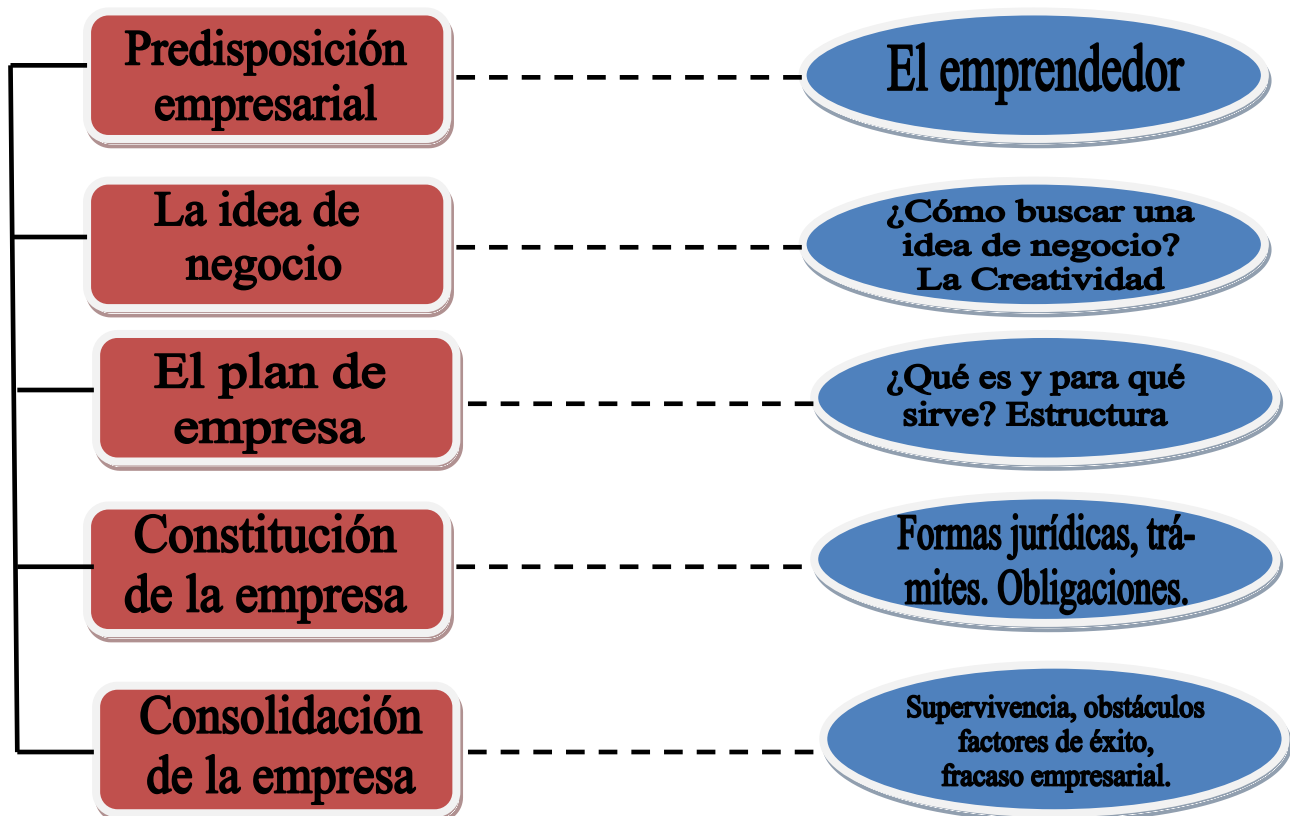 Predisposición
empresarial
El emprendedor
La idea de
negocio
¿Cómo buscar una
idea de negocio?
La Creatividad
El plan de
empresa
¿Qué es y para qué
sirve? Estructura
Constitución
de la empresa
Formas jurídicas, trá-
mites. Obligaciones.
Consolidación
de la empresa
Supervivencia, obstáculos
factores de éxito,
fracaso empresarial.